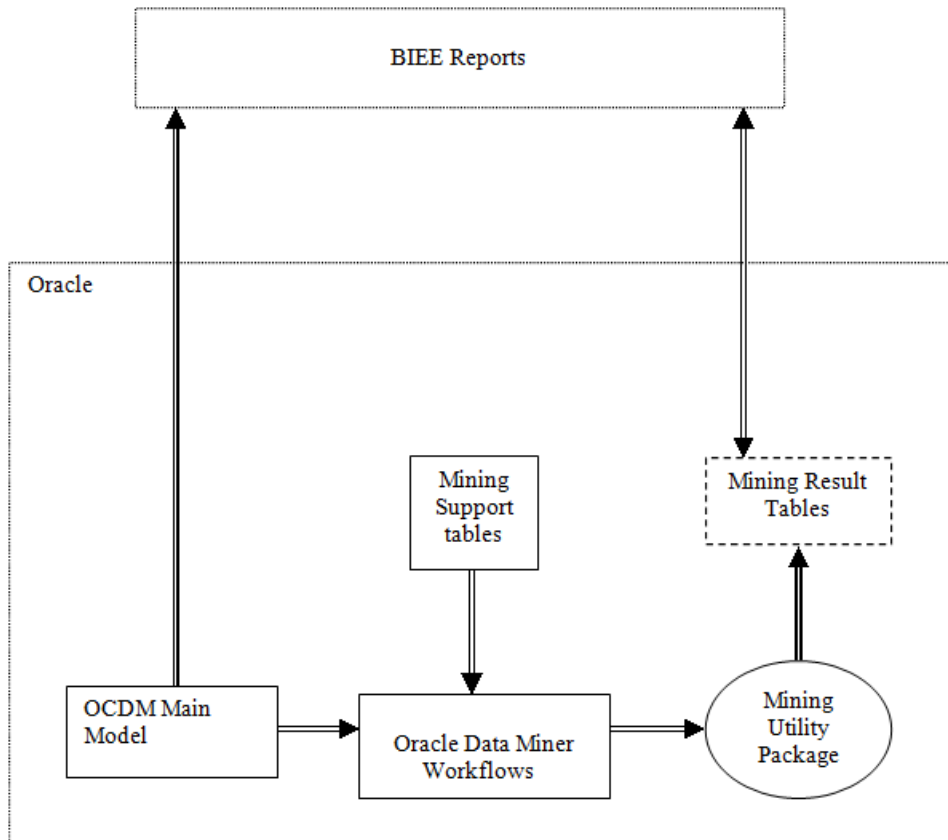 BIEE Reports
Oracle
Mining
Support
tables
Mining Result
Tables
OCDM Main
Model
Oracle Data Miner
Workflows
Mining
Utility
Package